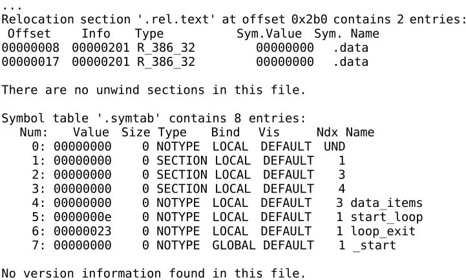 ...
Relocation section '.rel.text' at offset 0x2b0 contains 2 entries:
 Offset     Info    Type            Sym.Value  Sym. Name
00000008  00000201 R_386_32          00000000   .data
00000017  00000201 R_386_32          00000000   .data

There are no unwind sections in this file.

Symbol table '.symtab' contains 8 entries:
   Num:    Value  Size Type    Bind   Vis      Ndx Name
     0: 00000000     0 NOTYPE  LOCAL  DEFAULT  UND
     1: 00000000     0 SECTION LOCAL  DEFAULT    1
     2: 00000000     0 SECTION LOCAL  DEFAULT    3
     3: 00000000     0 SECTION LOCAL  DEFAULT    4
     4: 00000000     0 NOTYPE  LOCAL  DEFAULT    3 data_items
     5: 0000000e     0 NOTYPE  LOCAL  DEFAULT    1 start_loop
     6: 00000023     0 NOTYPE  LOCAL  DEFAULT    1 loop_exit
     7: 00000000     0 NOTYPE  GLOBAL DEFAULT    1 _start

No version information found in this file.